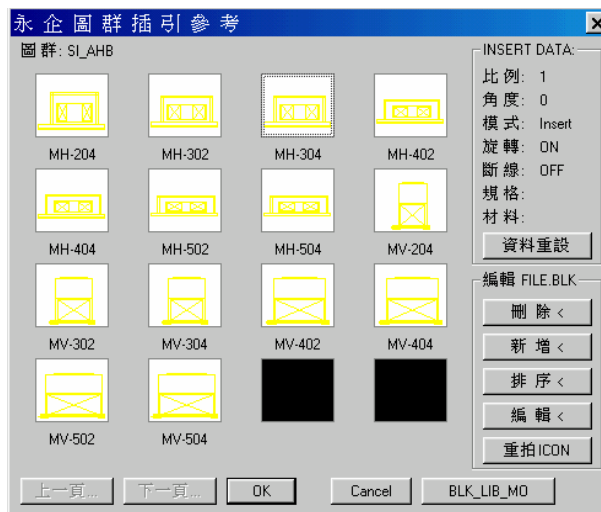 永企圖群插引參考
圖群: SI_AHB
MH-204
MH-302
MH-304
MH-402
MH-404
MH-502
MH-504
MV-204
MV-302
MV-304
MV-402
MV-404
MV-502
MV-504
INSERT DATA:
比例: 1
角度: 0
模式: Insert
旋轉: ON
斷線: OFF
規格:
材料:
資料重設
編輯 FILE.BLK
刪 除 <
新 增 <
排 序 <
編 輯 <
重拍ICON
上一頁...
下一頁...
OK
Cancel
BLK_LIB_MO